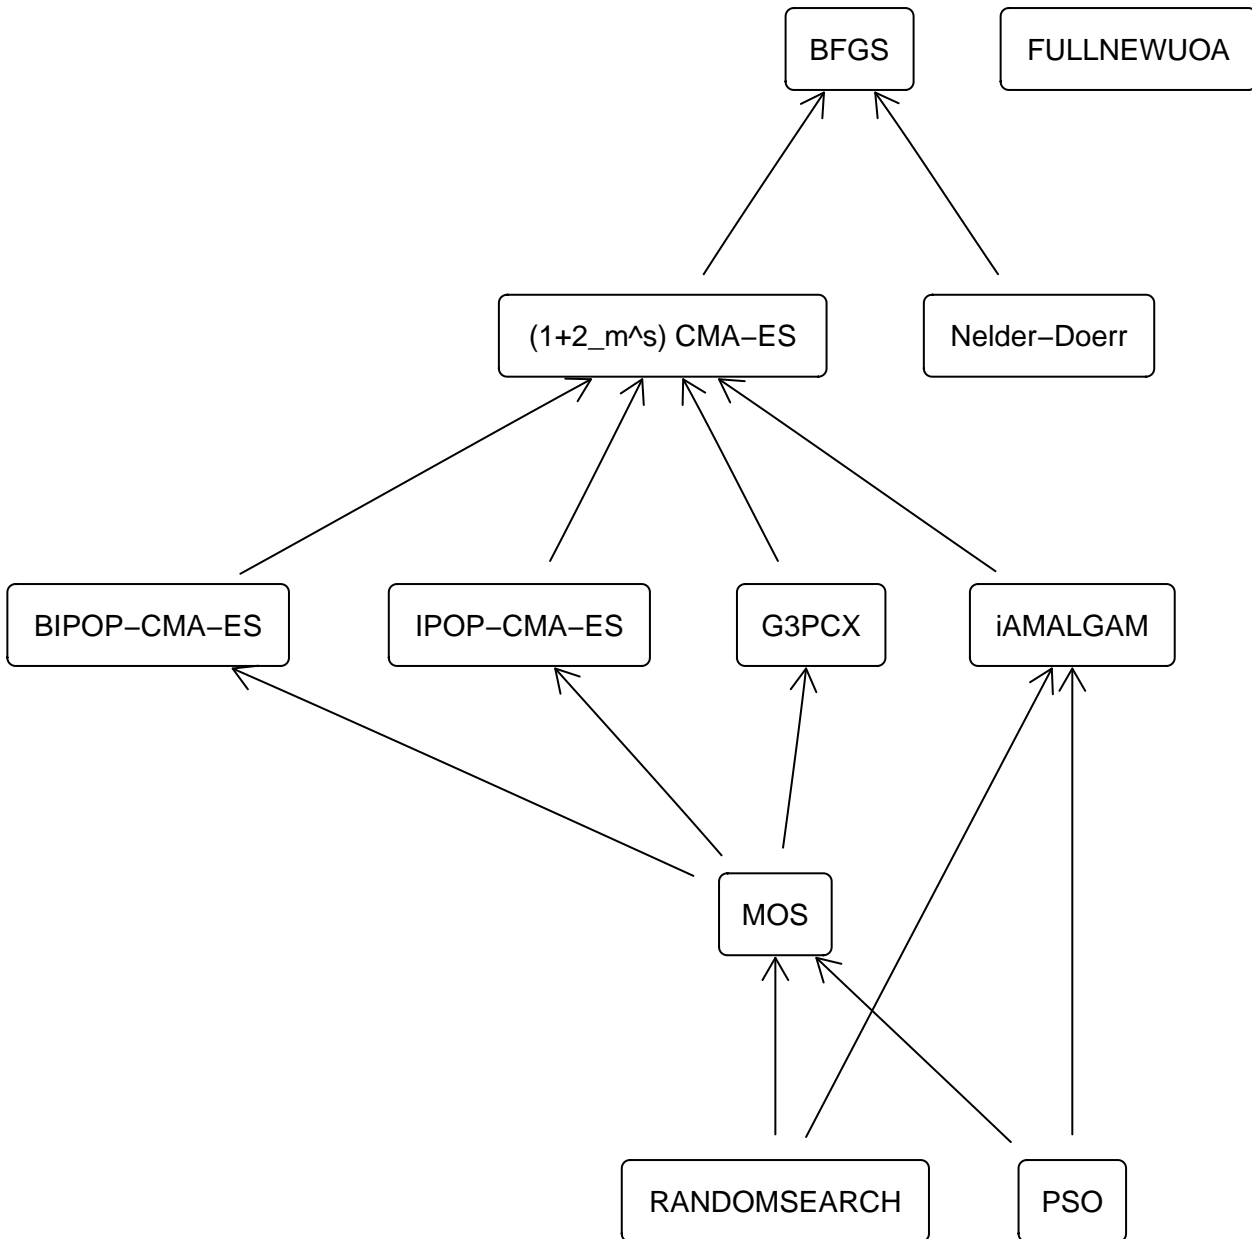 BFGS
FULLNEWUOA
(1+2_m^s) CMA−ES
Nelder−Doerr
BIPOP−CMA−ES
IPOP−CMA−ES
G3PCX
iAMALGAM
MOS
RANDOMSEARCH
PSO